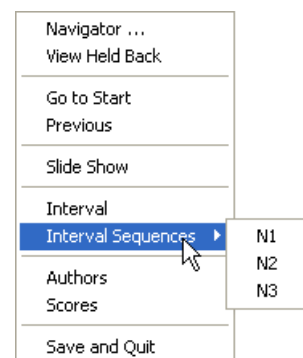 Navigator ...
View Held Back
Go to Start
Previous
Slide Show
Interval
Interval Sequences
N1
N2
N3
Authors
Scores
Save and Quit